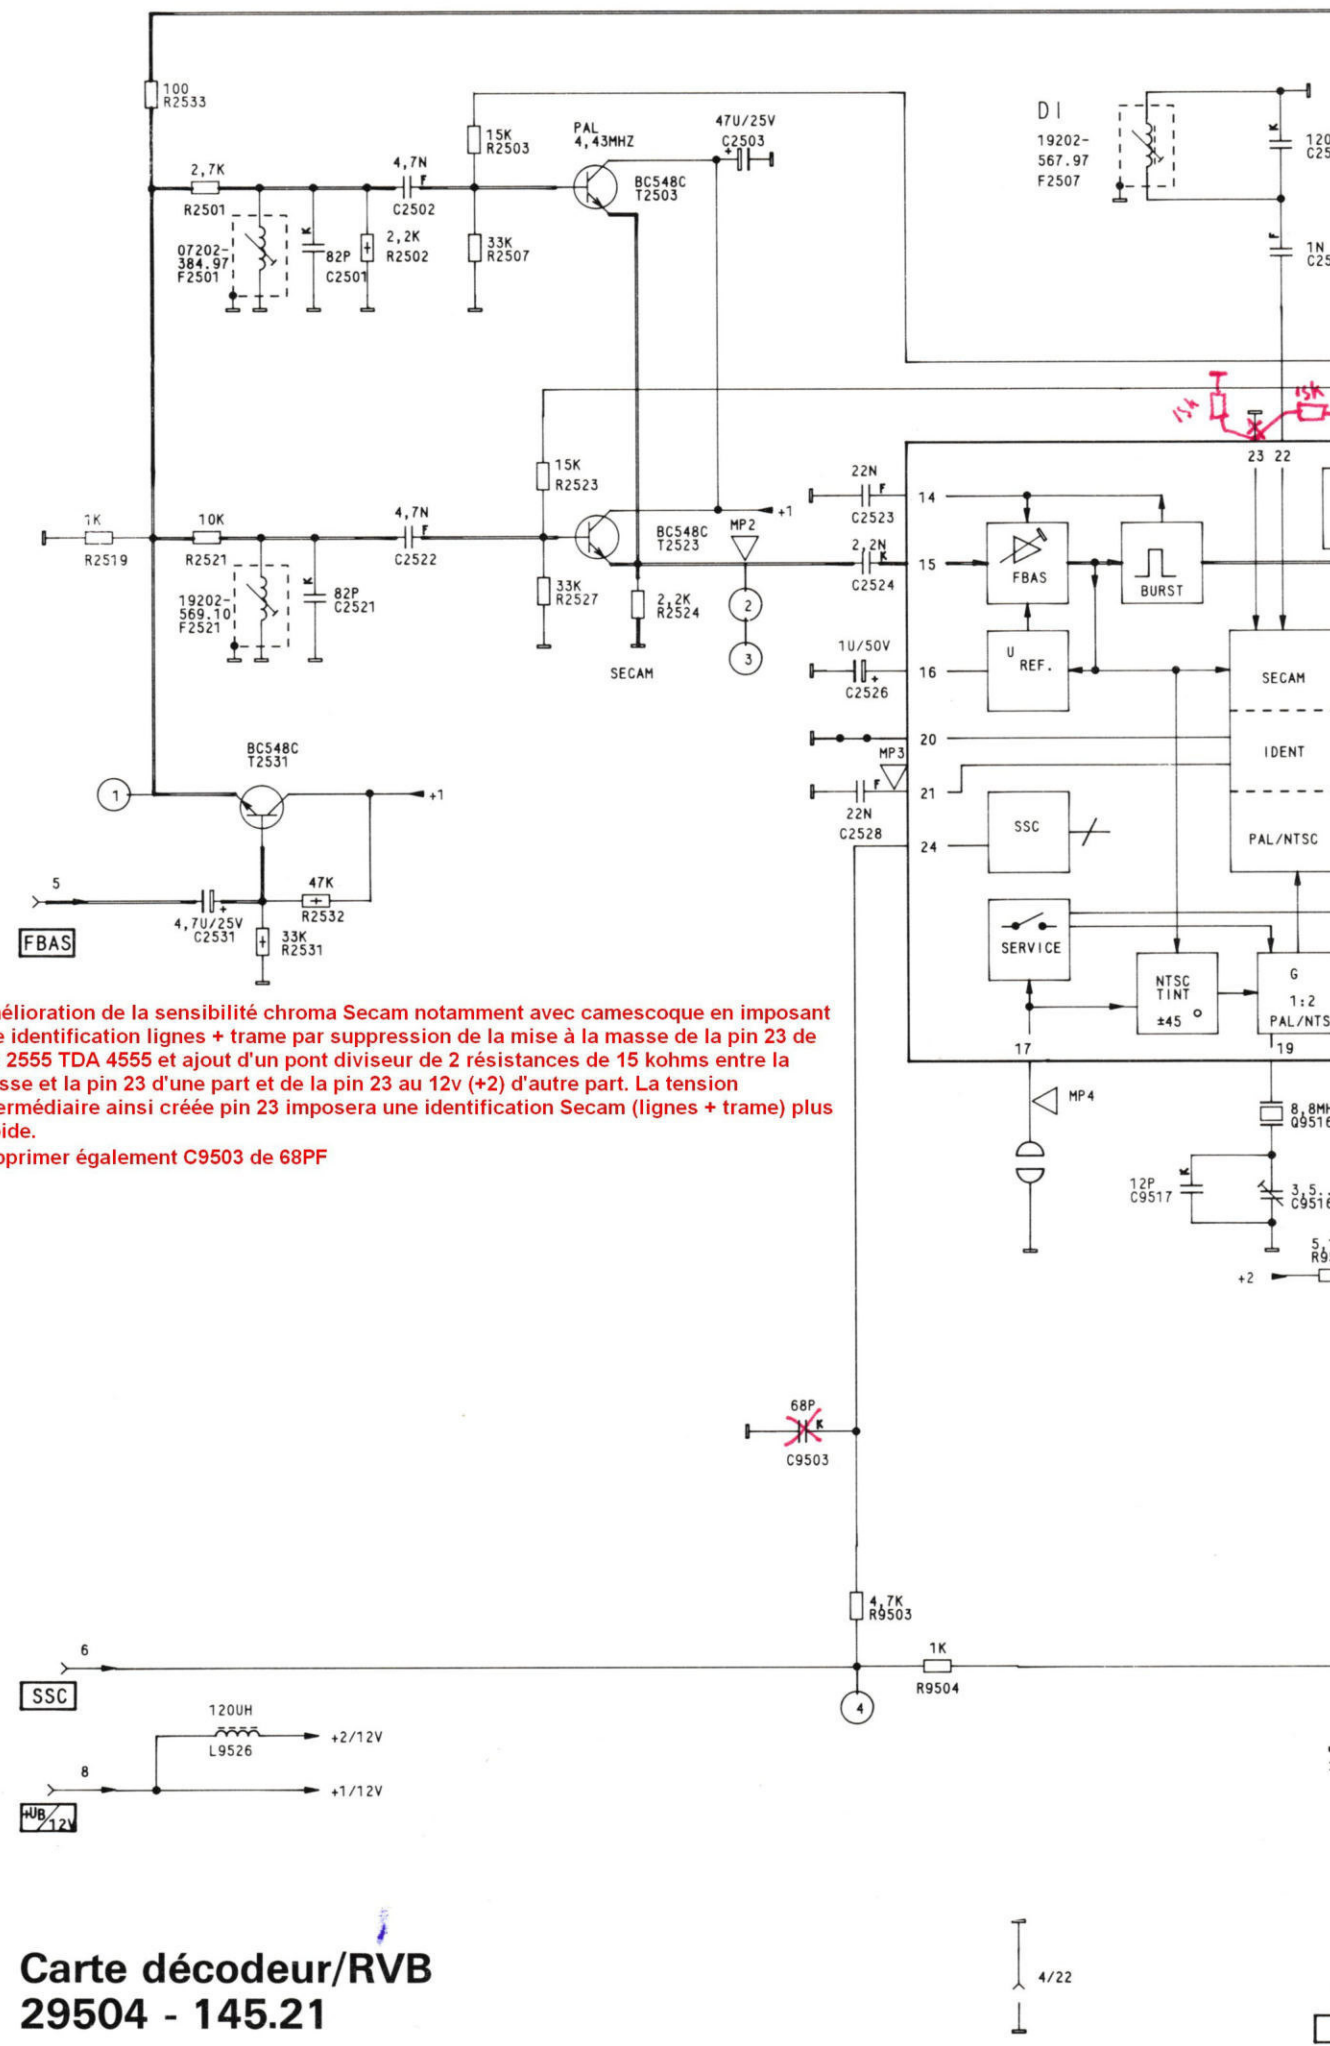 100
R2533
2,7K
R2501
07202-
384.97
F2501
K
82P
C2501
2,2K
R2502
4,7N
F
C2502
15K
R2503
33K
R2507
PAL
4,43MHZ
BC548C
T2503
47U/25V
C2503
+
DI
19202-
567.97
F2507
K
F
1N
15K
15K
1K
R2519
10K
R2521
19202-
569.10
F2521
K
82P
C2521
4,7N
F
C2522
15K
R2523
33K
R2527
BC548C
T2523
2,2K
R2524
SECAM
+1
MP2
2
3
22N
F
C2523
2,2N
K
C2524
1U/50V
+
C2526
MP3
F
22N
C2528
23 22
14
15
16
20
21
24
FBAS
BURST
U
REF.
SECAM
IDENT
PAL/NTSC
SSC
SERVICE
NTSC
TINT
±45 °
G
1:2
17
19
BC548C
T2531
1
+1
5
FBAS
4,7U/25V
+
C2531
47K
R2532
33K
R2531
élioration de la sensibilité chroma Secam notamment avec camescoque en imposant
e identification lignes + trame par suppression de la mise à la masse de la pin 23 de
2555 TDA 4555 et ajout d'un pont diviseur de 2 résistances de 15 kohms entre la
sse et la pin 23 d'une part et de la pin 23 au 12v (+2) d'autre part. La tension
ermédiaire ainsi créée pin 23 imposera une identification Secam (lignes + trame) plus
ide.
pprimer également C9503 de 68PF
MP4
12P
C9517
K
+2
68P
K
C9503
4,7K
R9503
1K
R9504
4
6
SSC
120UH
L9526
+2/12V
8
+1/12V
+UB/12V
4/22
Carte décodeur/RVB
29504 - 145.21